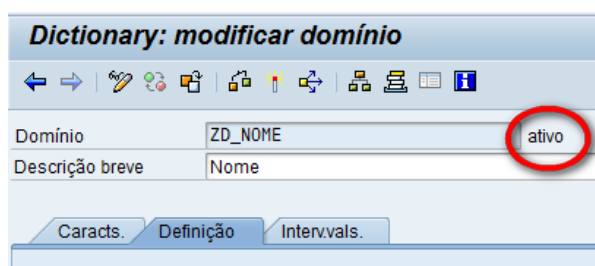 Dictionary: modificar domínio
Domínio ZD_NOME ativo
Descrição breve Nome
Caracts. Definição Interv.vals.